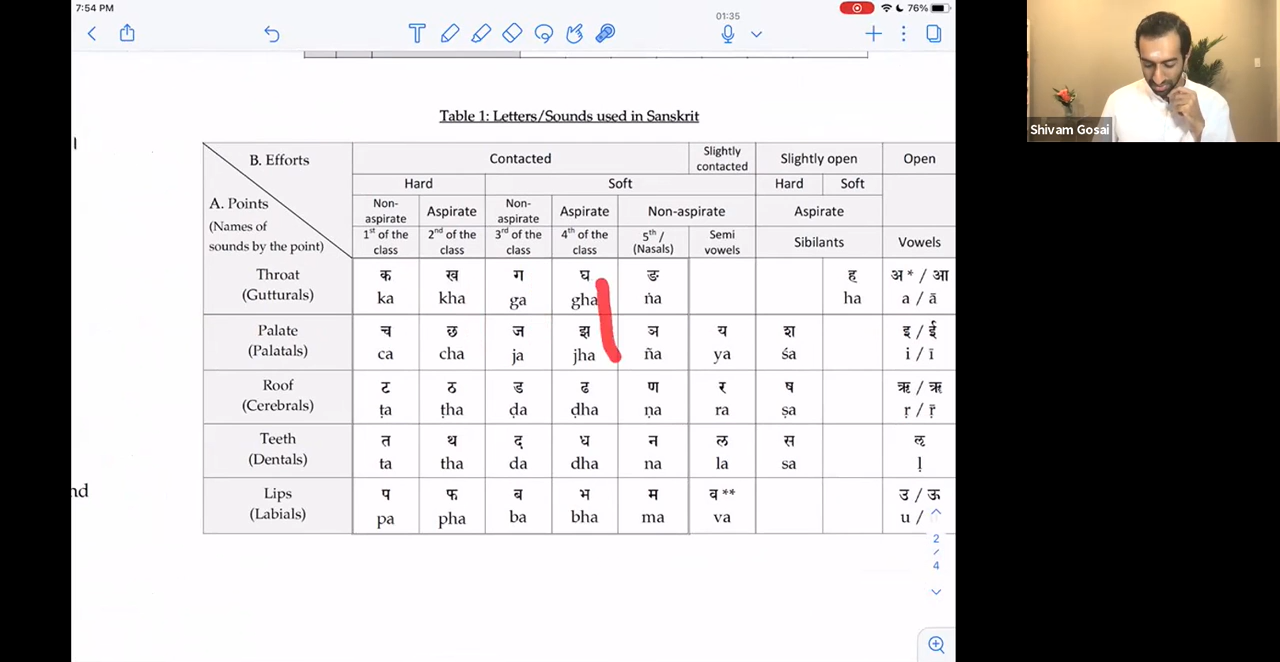 7:54 PM
76%
01:35
Shivam Gosai
Table 1: Letters/Sounds used in Sanskrit
B. Efforts
A. Points
(Names of
sounds by the point)
Contacted
Slightly
contacted
Slightly open
Open
Hard
Soft
Hard
Soft
Non-
aspirate
Aspirate
Non-
aspirate
Aspirate
Non-aspirate
Aspirate
1st of the
class
2nd of the
class
3rd of the
class
4th of the
class
5th /
(Nasals)
Semi
vowels
Sibilants
Vowels
Throat
(Gutturals)
क ख ग घ ङ ह अ * / आ
ka kha ga gha ṅa ha a / ā
Palate
(Palatals)
च छ ज झ ञ य श इ / ई
ca cha ja jha ña ya śa i / ī
Roof
(Cerebrals)
ट ठ ड ढ ण र ष ऋ / ॠ
ṭa ṭha ḍa ḍha ṇa ra ṣa ṛ / ṝ
Teeth
(Dentals)
त थ द ध न ल स ऌ
ta tha da dha na la sa ḷ
Lips
(Labials)
प फ ब भ म व ** उ / ऊ
pa pha ba bha ma va u /
2
/
4